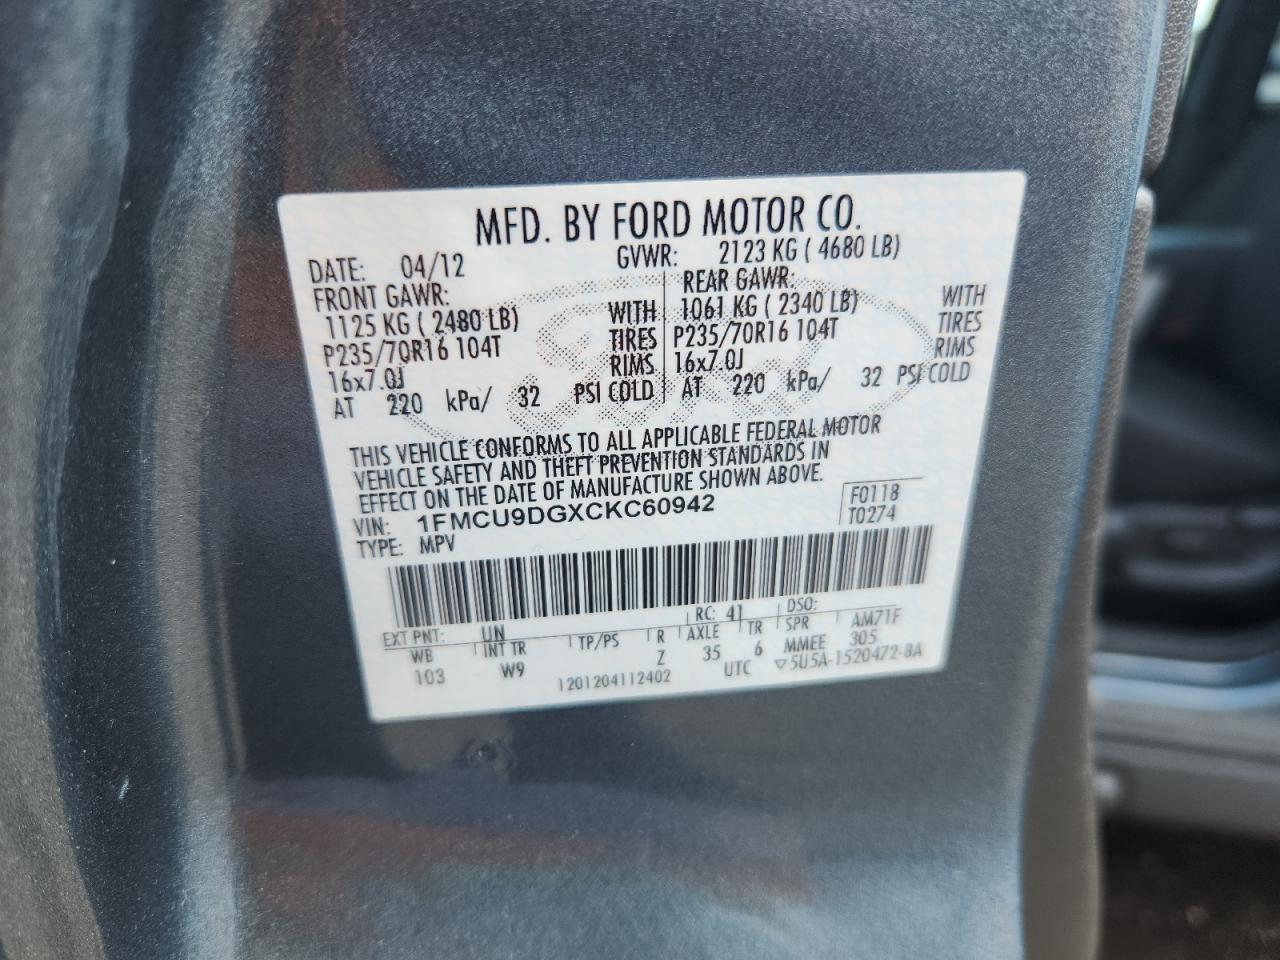 MFD. BY FORD MOTOR CO.
DATE: 04/12 GVWR: 2123 KG ( 4680 LB)
FRONT GAWR: REAR GAWR:
1125 KG ( 2480 LB) WITH 1061 KG ( 2340 LB) WITH
P235/70R16 104T TIRES P235/70R16 104T TIRES
16x7.0J RIMS 16x7.0J RIMS
AT 220 kPa/ 32 PSI COLD AT 220 kPa/ 32 PSI COLD
THIS VEHICLE CONFORMS TO ALL APPLICABLE FEDERAL MOTOR
VEHICLE SAFETY AND THEFT PREVENTION STANDARDS IN
EFFECT ON THE DATE OF MANUFACTURE SHOWN ABOVE.
VIN: 1FMCU9DGXCKC60942 F0118
TYPE: MPV T0274
EXT PNT: UN RC: 41 DSO:
WB INT TR TP/PS R AXLE TR SPR AM71F
103 W9 Z 35 6 MMEE 305
1201204112402 UTC ▽5U5A-1520472-BA